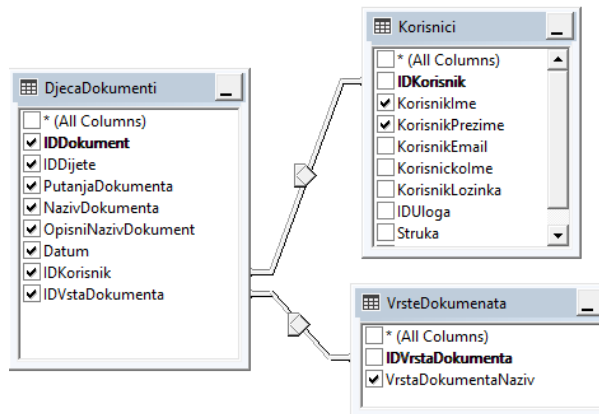 DjecaDokumenti
* (All Columns)
IDDokument
IDDijete
PutanjaDokumenta
NazivDokumenta
OpisniNazivDokument
Datum
IDKorisnik
IDVstaDokumenta
Korisnici
* (All Columns)
IDKorisnik
KorisnikIme
KorisnikPrezime
KorisnikEmail
KorisnickoIme
KorisnikLozinka
IDUloga
Struka
VrsteDokumenata
* (All Columns)
IDVrstaDokumenta
VrstaDokumentaNaziv